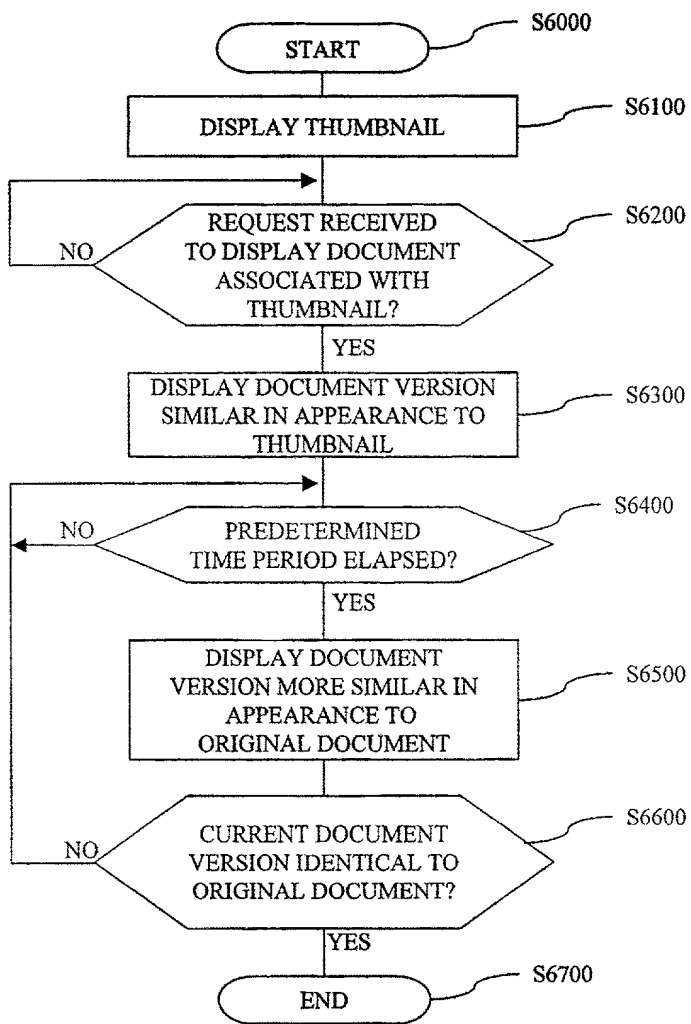 S6000
START
S6100
DISPLAY THUMBNAIL
S6200
REQUEST RECEIVED
TO DISPLAY DOCUMENT
ASSOCIATED WITH
THUMBNAIL?
NO
YES
S6300
DISPLAY DOCUMENT VERSION
SIMILAR IN APPEARANCE TO
THUMBNAIL
S6400
NO
PREDETERMINED
TIME PERIOD ELAPSED?
YES
DISPLAY DOCUMENT
VERSION MORE SIMILAR IN
APPEARANCE TO
ORIGINAL DOCUMENT
S6500
S6600
CURRENT DOCUMENT
VERSION IDENTICAL TO
ORIGINAL DOCUMENT?
NO
YES
S6700
END